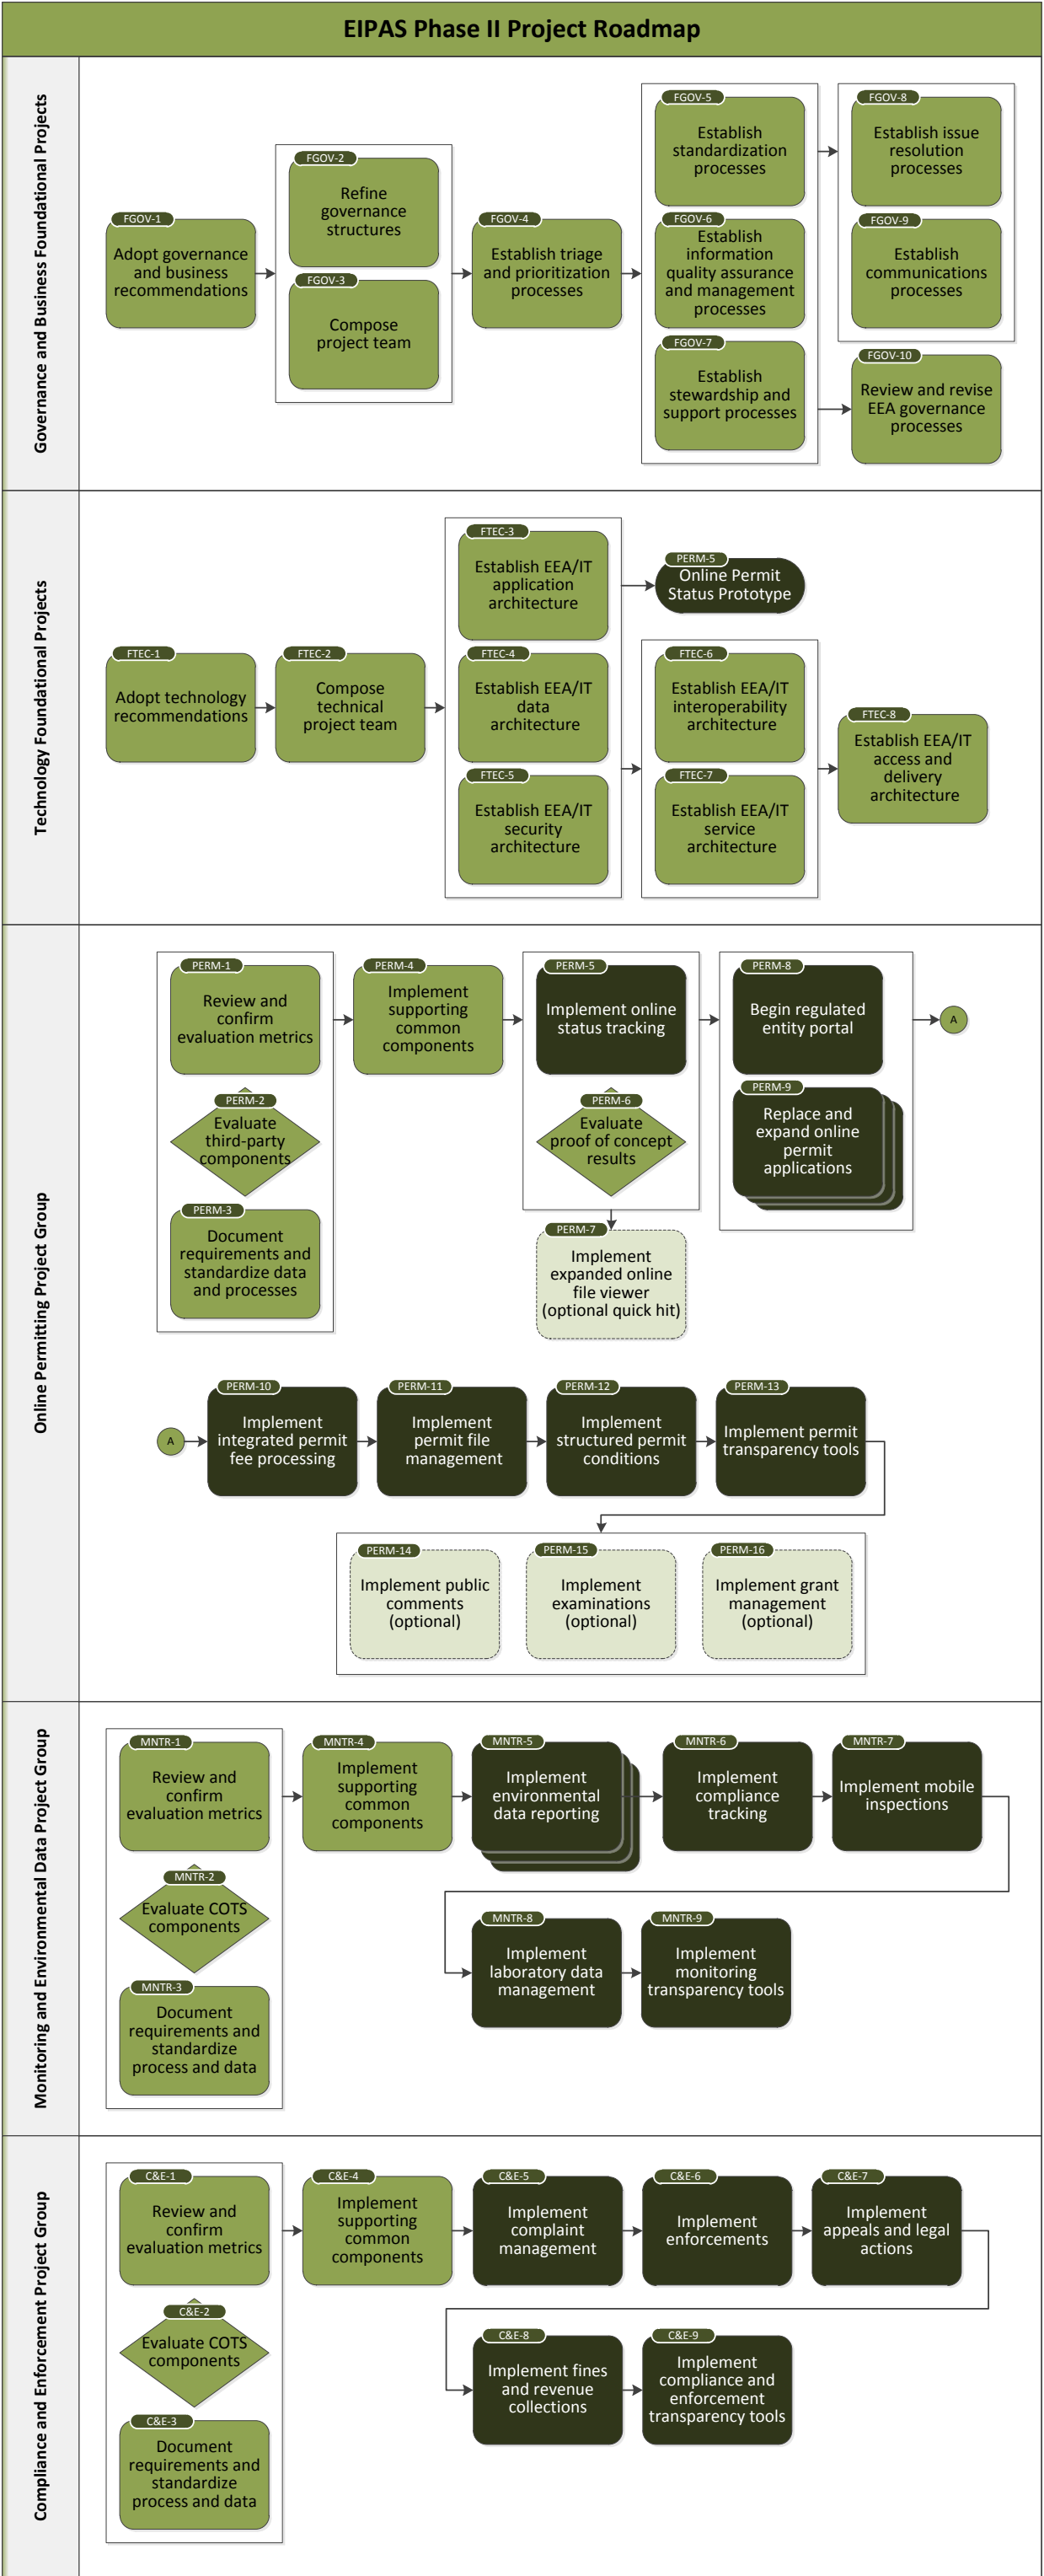 EIPAS Phase II Project Roadmap
Governance and Business Foundational Projects
FGOV-1
Adopt governance
and business
recommendations
FGOV-2
Refine
governance
structures
FGOV-3
Compose
project team
FGOV-4
Establish triage
and prioritization
processes
FGOV-5
Establish
standardization
processes
FGOV-6
Establish
information
quality assurance
and management
processes
FGOV-7
Establish
stewardship and
support processes
FGOV-8
Establish issue
resolution
processes
FGOV-9
Establish
communications
processes
FGOV-10
Review and revise
EEA governance
processes
Technology Foundational Projects
FTEC-1
Adopt technology
recommendations
FTEC-2
Compose
technical
project team
FTEC-3
Establish EEA/IT
application
architecture
FTEC-4
Establish EEA/IT
data
architecture
FTEC-5
Establish EEA/IT
security
architecture
PERM-5
Online Permit
Status Prototype
FTEC-6
Establish EEA/IT
interoperability
architecture
FTEC-7
Establish EEA/IT
service
architecture
FTEC-8
Establish EEA/IT
access and
delivery
architecture
Online Permitting Project Group
PERM-1
Review and
confirm
evaluation metrics
PERM-2
Evaluate
third-party
components
PERM-3
Document
requirements and
standardize data
and processes
PERM-4
Implement
supporting
common
components
PERM-5
Implement online
status tracking
PERM-6
Evaluate
proof of concept
results
PERM-7
Implement
expanded online
file viewer
(optional quick hit)
PERM-8
Begin regulated
entity portal
PERM-9
Replace and
expand online
permit
applications
A
A
PERM-10
Implement
integrated permit
fee processing
PERM-11
Implement
permit file
management
PERM-12
Implement
structured permit
conditions
PERM-13
Implement permit
transparency tools
PERM-14
Implement public
comments
(optional)
PERM-15
Implement
examinations
(optional)
PERM-16
Implement grant
management
(optional)
Monitoring and Environmental Data Project Group
MNTR-1
Review and
confirm
evaluation metrics
MNTR-2
Evaluate COTS
components
MNTR-3
Document
requirements and
standardize
process and data
MNTR-4
Implement
supporting
common
components
MNTR-5
Implement
environmental
data reporting
MNTR-6
Implement
compliance
tracking
MNTR-7
Implement mobile
inspections
MNTR-8
Implement
laboratory data
management
MNTR-9
Implement
monitoring
transparency tools
Compliance and Enforcement Project Group
C&E-1
Review and
confirm
evaluation metrics
C&E-2
Evaluate COTS
components
C&E-3
Document
requirements and
standardize
process and data
C&E-4
Implement
supporting
common
components
C&E-5
Implement
complaint
management
C&E-6
Implement
enforcements
C&E-7
Implement
appeals and legal
actions
C&E-8
Implement fines
and revenue
collections
C&E-9
Implement
compliance and
enforcement
transparency tools